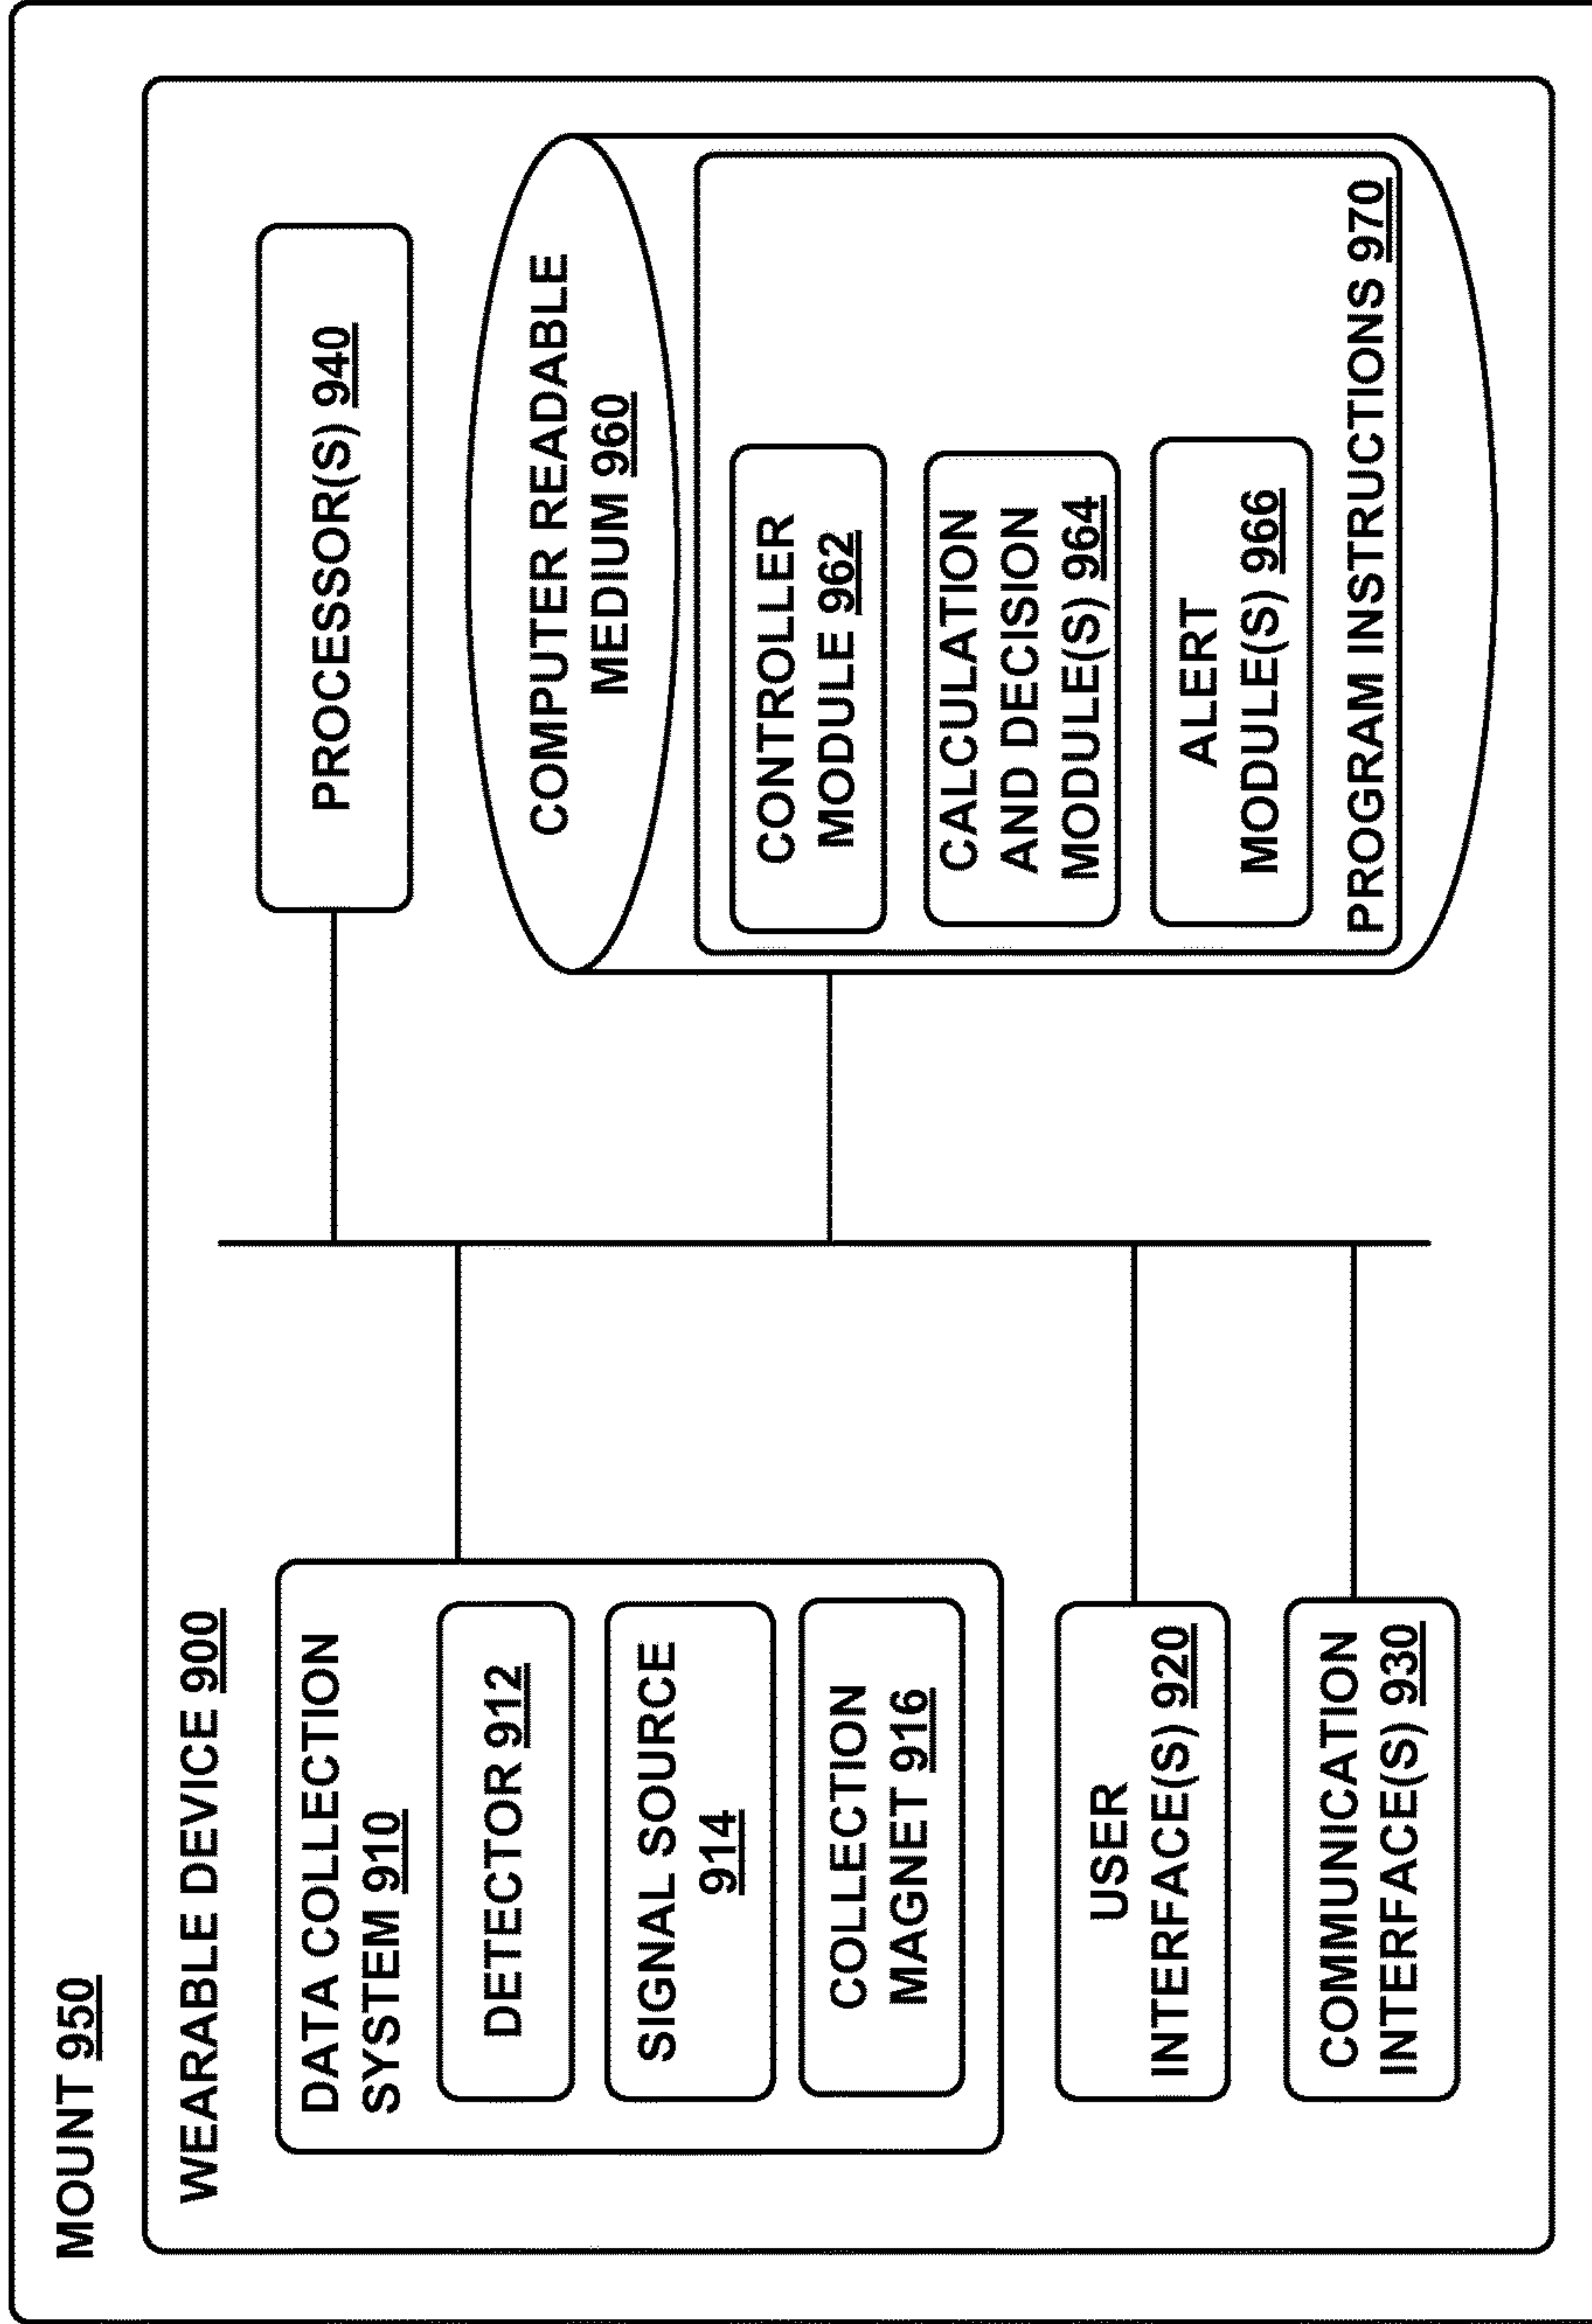 MOUNT 950
WEARABLE DEVICE 900
DATA COLLECTION
SYSTEM 910
DETECTOR 912
SIGNAL SOURCE
914
COLLECTION
MAGNET 916
USER
INTERFACE(S) 920
COMMUNICATION
INTERFACE(S) 930
PROCESSOR(S) 940
COMPUTER READABLE
MEDIUM 960
CONTROLLER
MODULE 962
CALCULATION
AND DECISION
MODULE(S) 964
ALERT
MODULE(S) 966
PROGRAM INSTRUCTIONS 970